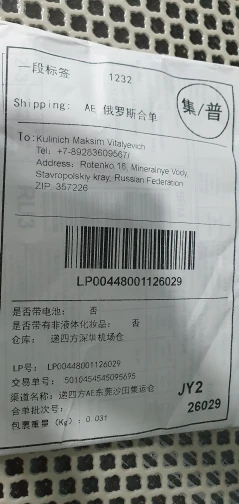 一段标签
1232
Shipping: AE 俄罗斯合单
集/普
To: Kulinich Maksim Vitalyevich
Tel: +7-89283609567/
Address: Rotenko 16, Mineralnye Vody,
Stavropolskiy kray, Russian Federation
ZIP: 357226
LP00448001126029
是否带电池: 否
是否带有非液体化妆品: 否
仓库: 递四方深圳机场仓
LP号: LP00448001126029
交易单号: 5010454545095695
渠道名称: 递四方AE东莞沙田集运仓
合单批次号:
包裹重量 (Kg): 0.031
JY2
26029